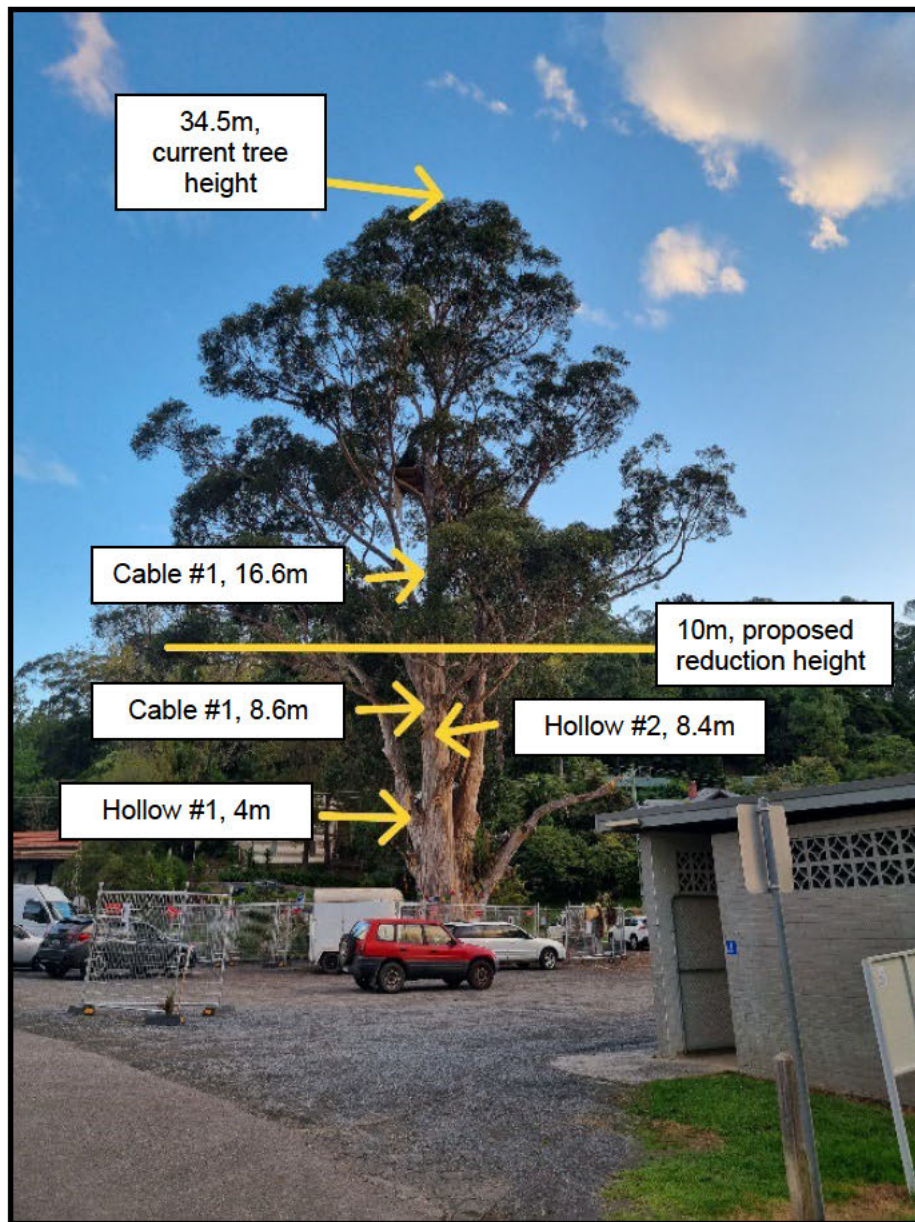 34.5m,
current tree
height
Cable #1, 16.6m
10m, proposed
reduction height
Cable #1, 8.6m
Hollow #2, 8.4m
Hollow #1, 4m